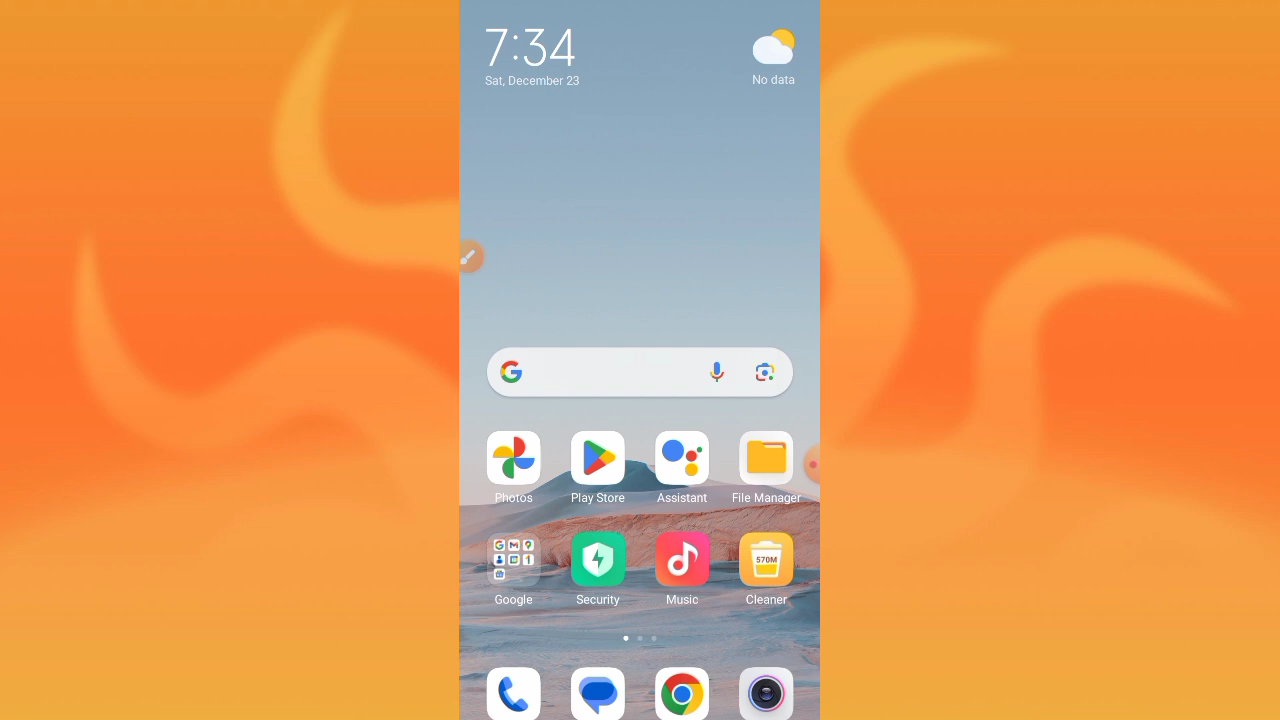 7:34
Sat, December 23
No data
Photos
Play Store
Assistant
File Manager
570M
Google
Security
Music
Cleaner